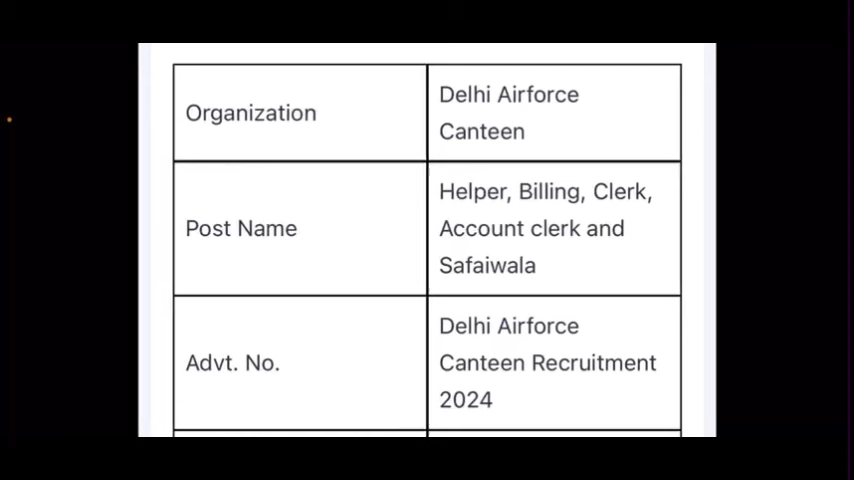 Organization
Delhi Airforce
Canteen
Post Name
Helper, Billing, Clerk,
Account clerk and
Safaiwala
Advt. No.
Delhi Airforce
Canteen Recruitment
2024